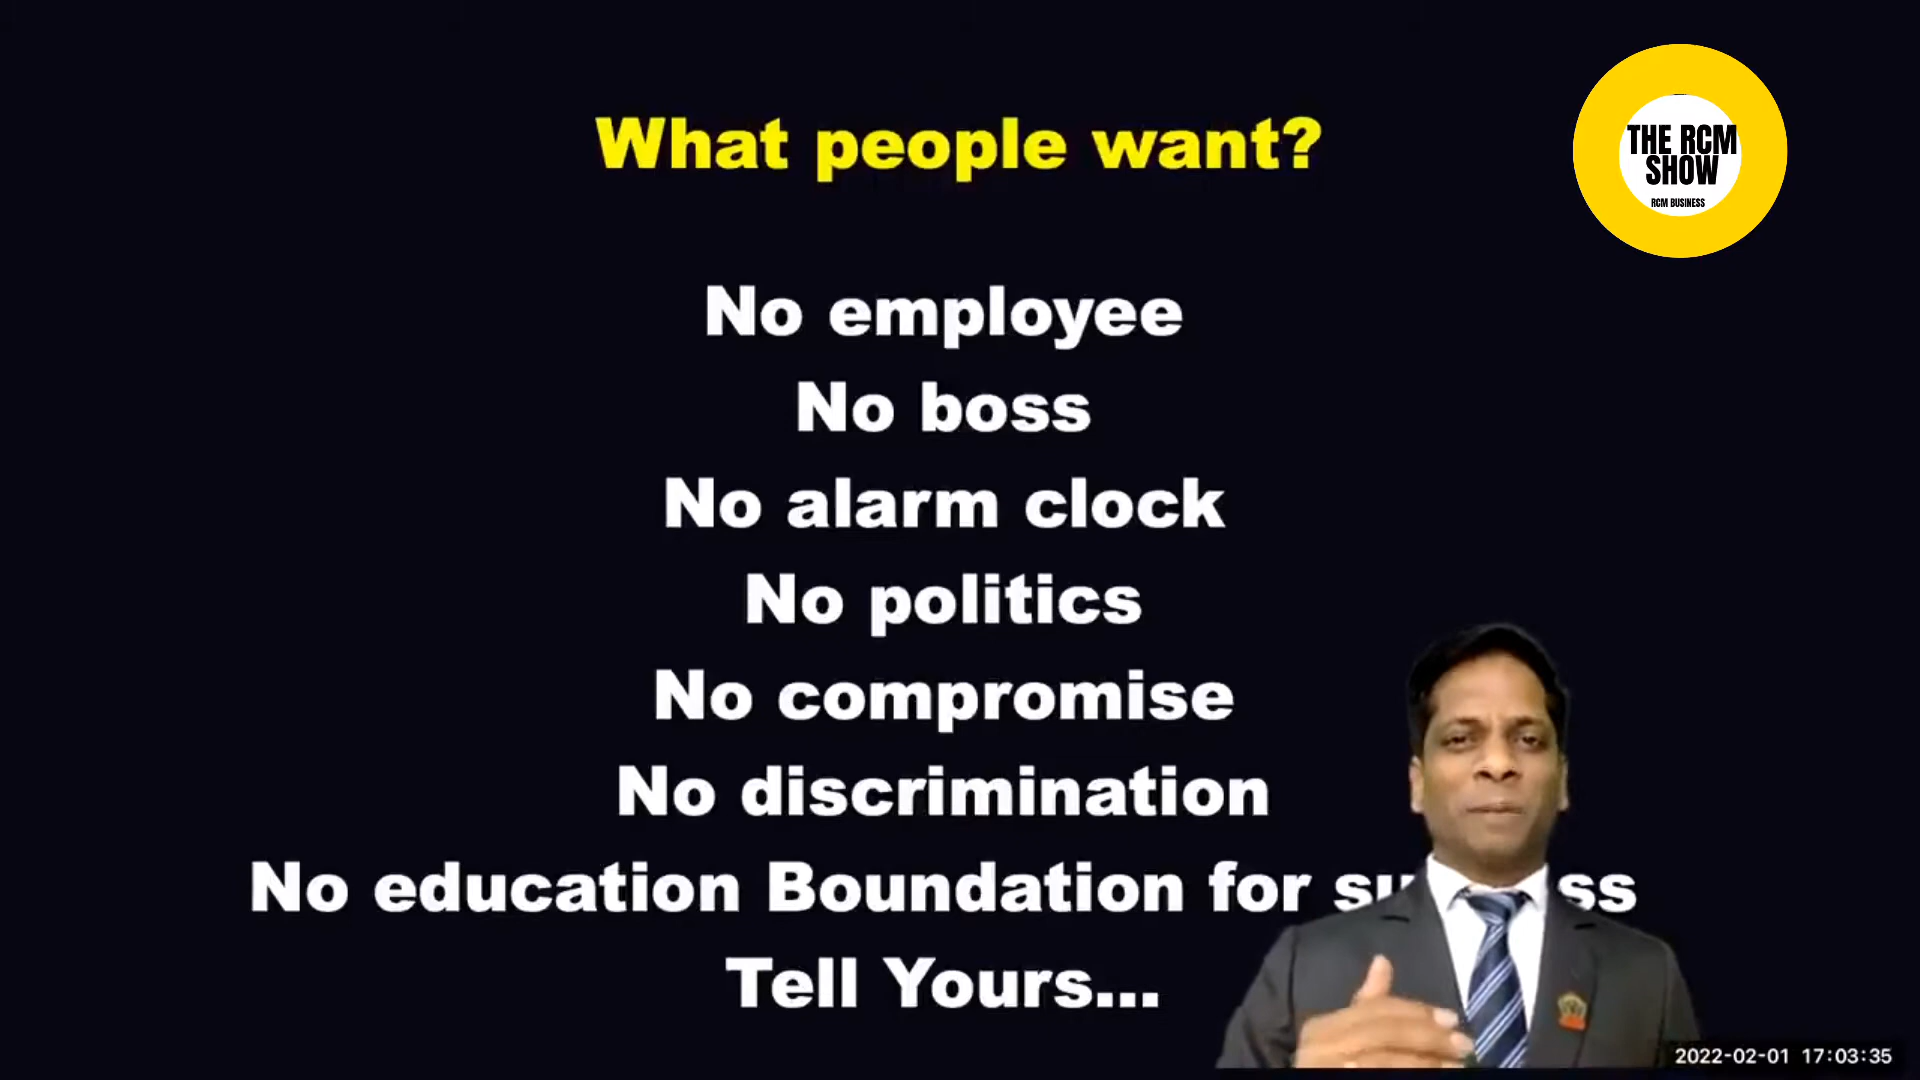 What people want?
THE RCM
SHOW
RCM BUSINESS
No employee
No boss
No alarm clock
No politics
No compromise
No discrimination
No education Boundation for
Tell Yours...
2022-02-01 17:03:35